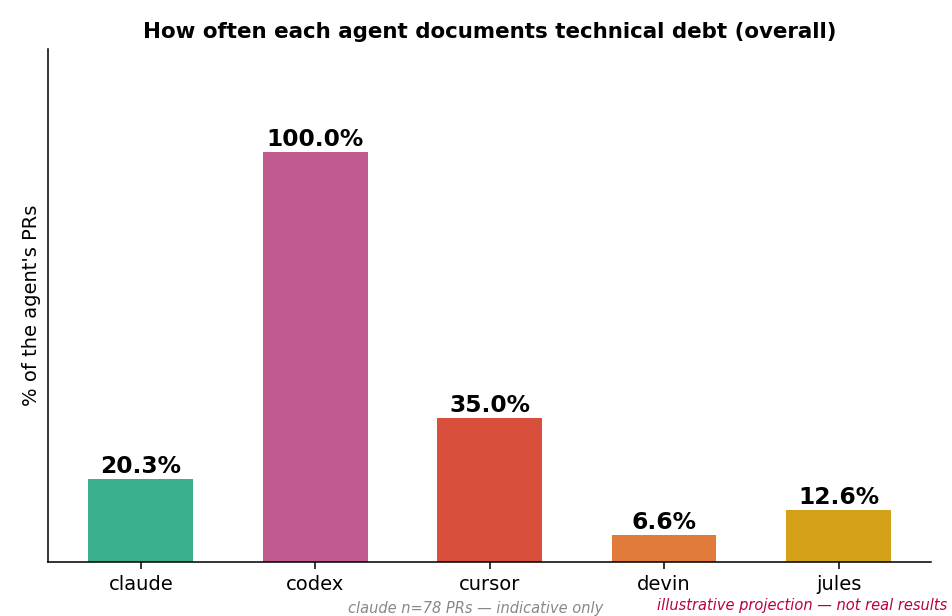 How often each agent documents technical debt (overall)
% of the agent's PRs
100.0%
35.0%
20.3%
12.6%
6.6%
claude
codex
cursor
devin
jules
claude n=78 PRs — indicative only
illustrative projection — not real results